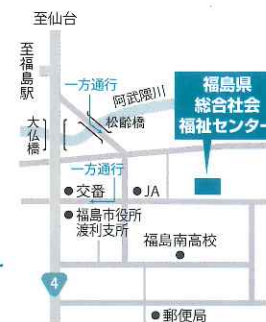 至仙台
至福島駅
一方通行
阿武隈川
福島県
総合社会
福祉センター
大仏橋
松齢橋
一方通行
交番
JA
福島市役所
渡利支所
福島南高校
4
郵便局